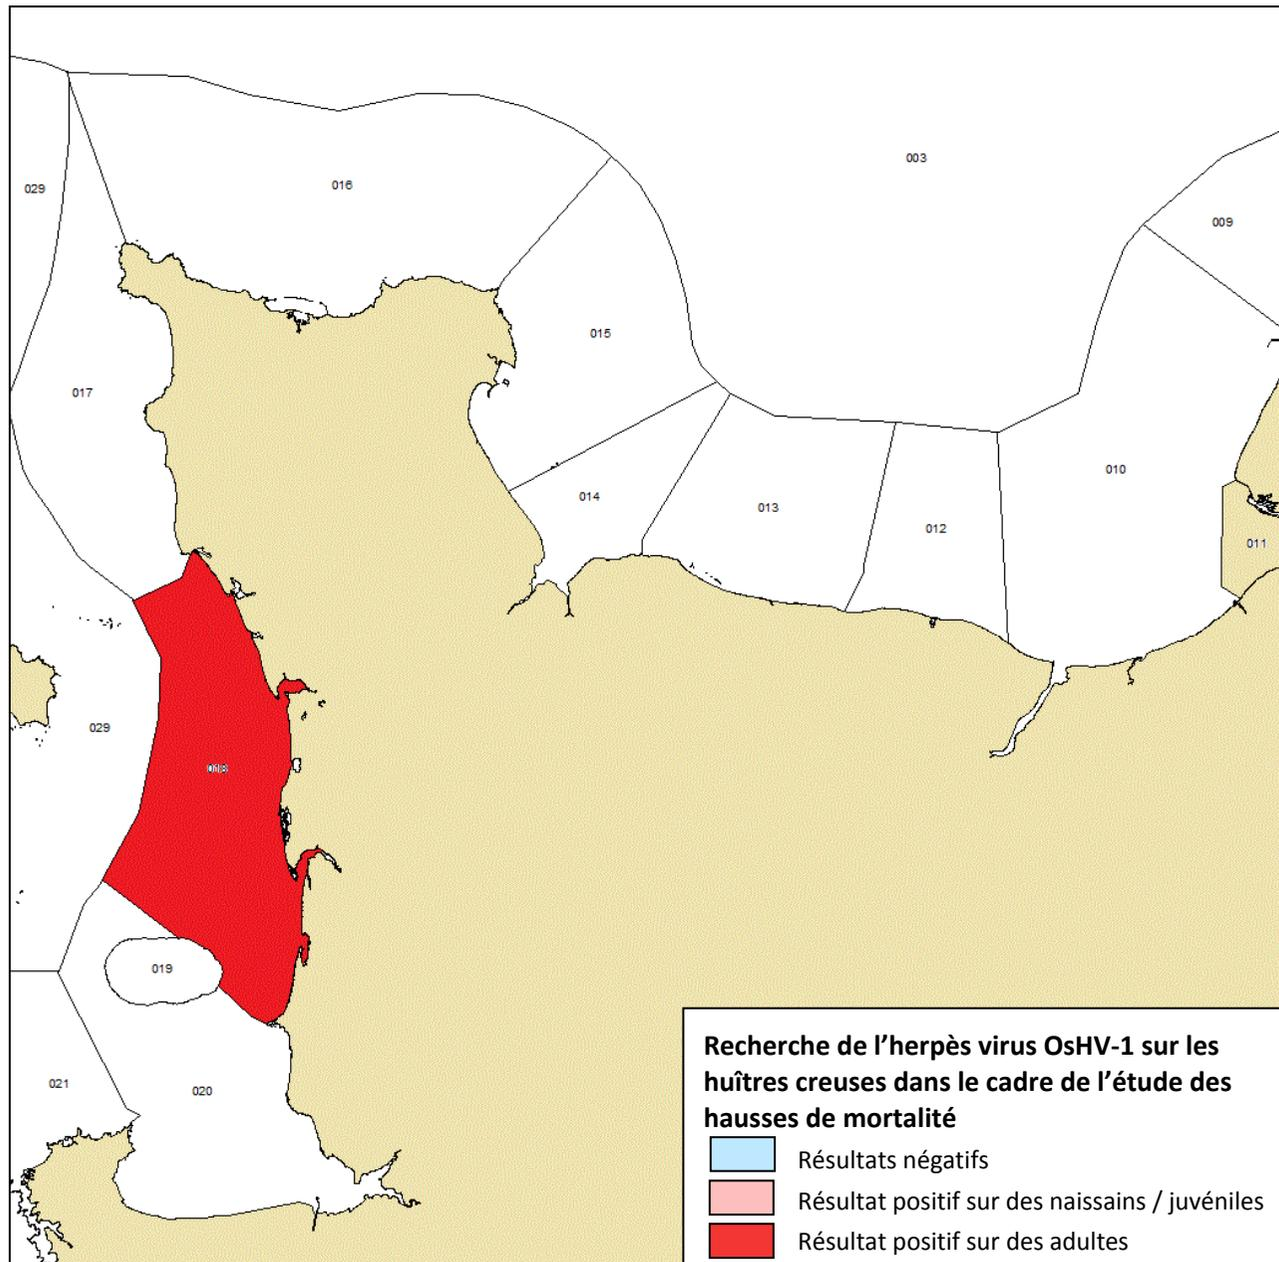 003
016
029
009
015
017
010
014
013
012
011
029
018
019
021
020
Recherche de l’herpès virus OsHV-1 sur les
huîtres creuses dans le cadre de l’étude des
hausses de mortalité
Résultats négatifs
Résultat positif sur des naissains / juvéniles
Résultat positif sur des adultes